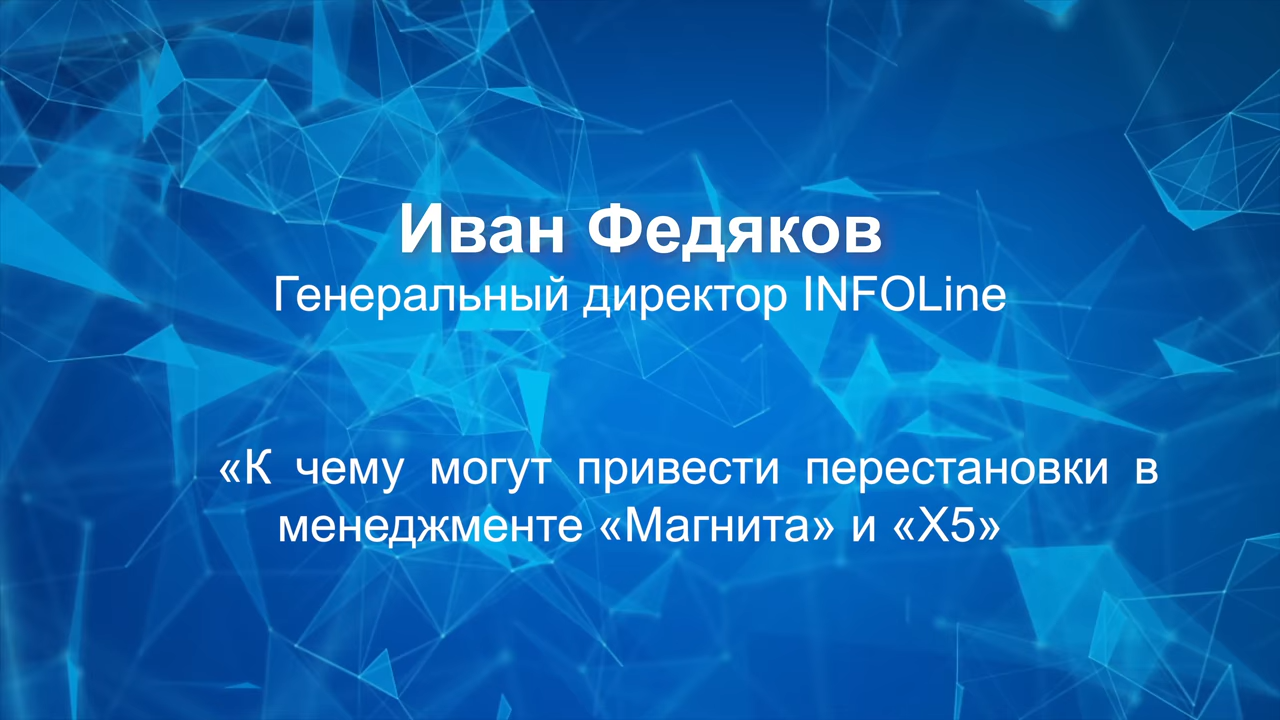 Иван Федяков
Генеральный директор INFOLine
«К чему могут привести перестановки в
менеджменте «Магнита» и «Х5»